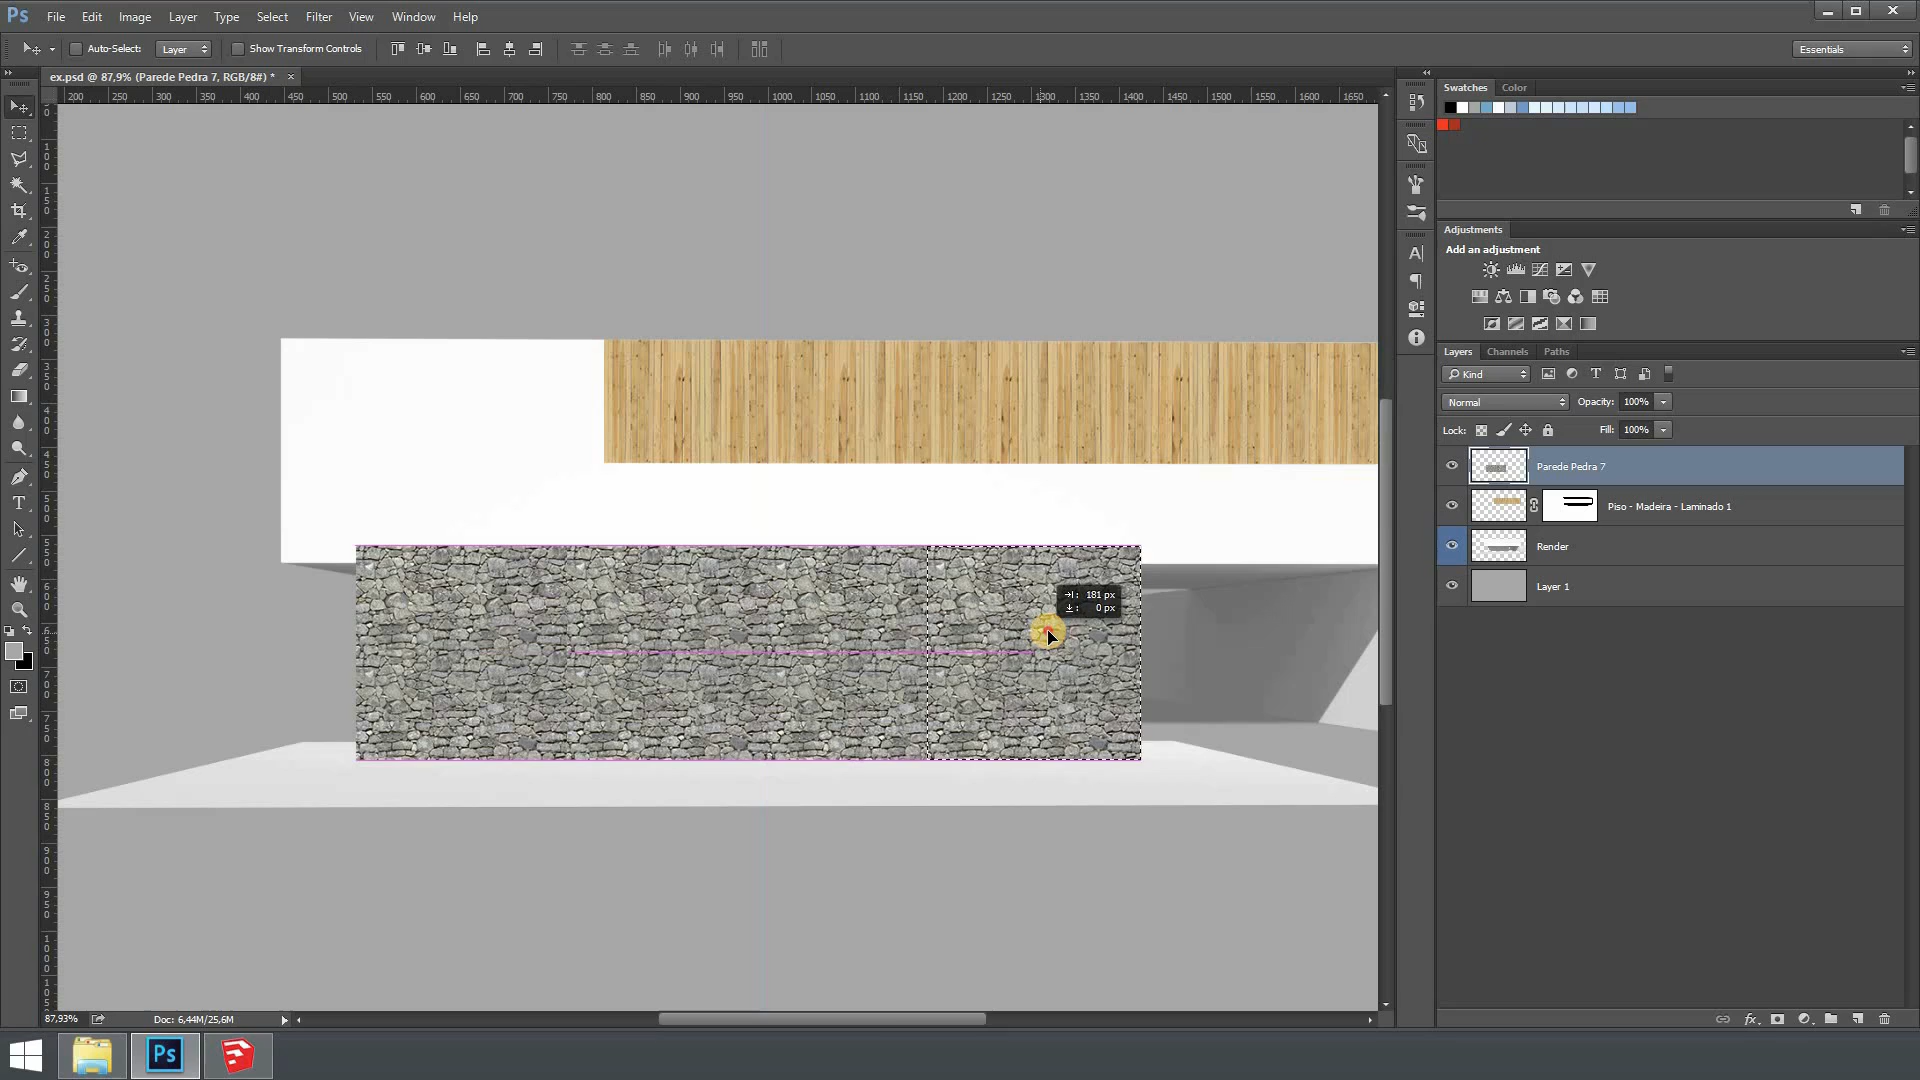 Ps File Edit Image Layer Type Select Filter View Window Help
Auto-Select: Layer Show Transform Controls Essentials
ex.psd @ 87,9% (Parede Pedra 7, RGB/8#) * ×
200 250 300 350 400 450 500 550 600 650 700 750 800 850 900 950 1000 1050 1100 1150 1200 1250 1300 1350 1400 1450 1500 1550 1600 1650
Swatches Color
Adjustments
Add an adjustment
Layers Channels Paths
Kind
Normal Opacity: 100%
Lock: Fill: 100%
Parede Pedra 7
Piso - Madeira - Laminado 1
Render
Layer 1
181 px
0 px
87,93% Doc: 6,44M/25,6M
Ps